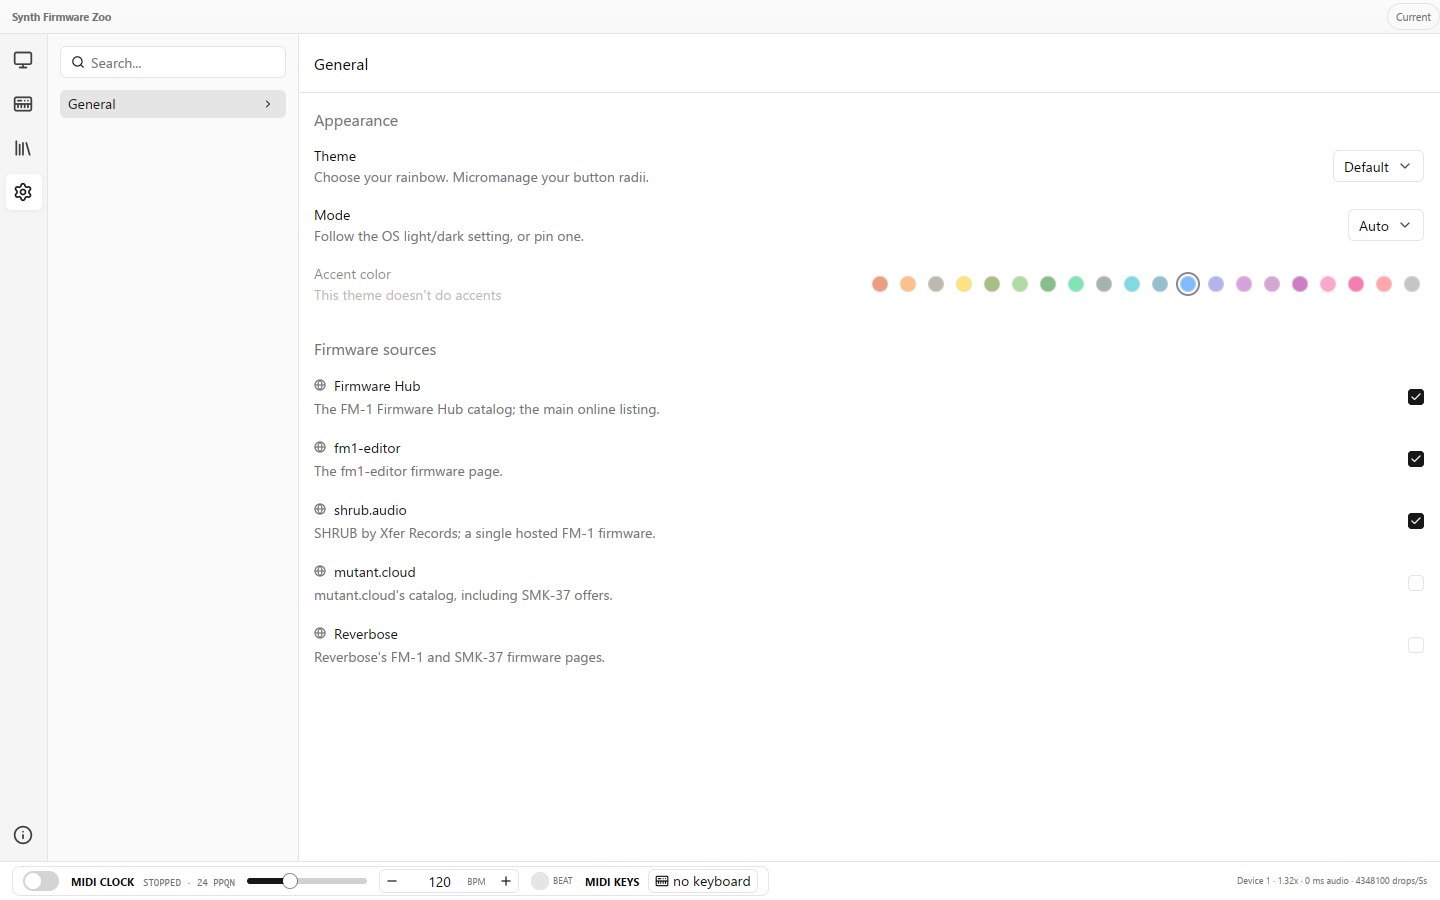 Synth Firmware Zoo
Current
Search...
General
General
Appearance
Theme
Choose your rainbow. Micromanage your button radii.
Default
Mode
Follow the OS light/dark setting, or pin one.
Auto
Accent color
This theme doesn't do accents
Firmware sources
Firmware Hub
The FM-1 Firmware Hub catalog; the main online listing.
fm1-editor
The fm1-editor firmware page.
shrub.audio
SHRUB by Xfer Records; a single hosted FM-1 firmware.
mutant.cloud
mutant.cloud's catalog, including SMK-37 offers.
Reverbose
Reverbose's FM-1 and SMK-37 firmware pages.
MIDI CLOCK STOPPED · 24 PPQN 120 BPM BEAT MIDI KEYS no keyboard
Device 1 · 1.32x · 0 ms audio · 4348100 drops/5s